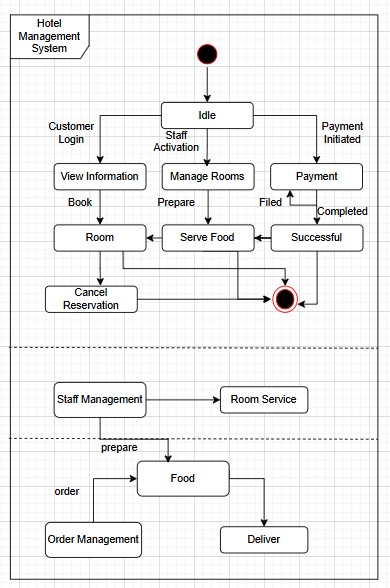 Hotel
Management
System
Idle
Customer
Login
Staff
Activation
Payment
Initiated
View Information
Manage Rooms
Payment
Book
Prepare
Filed
Completed
Room
Serve Food
Successful
Cancel
Reservation
Staff Management
Room Service
prepare
Food
order
Order Management
Deliver